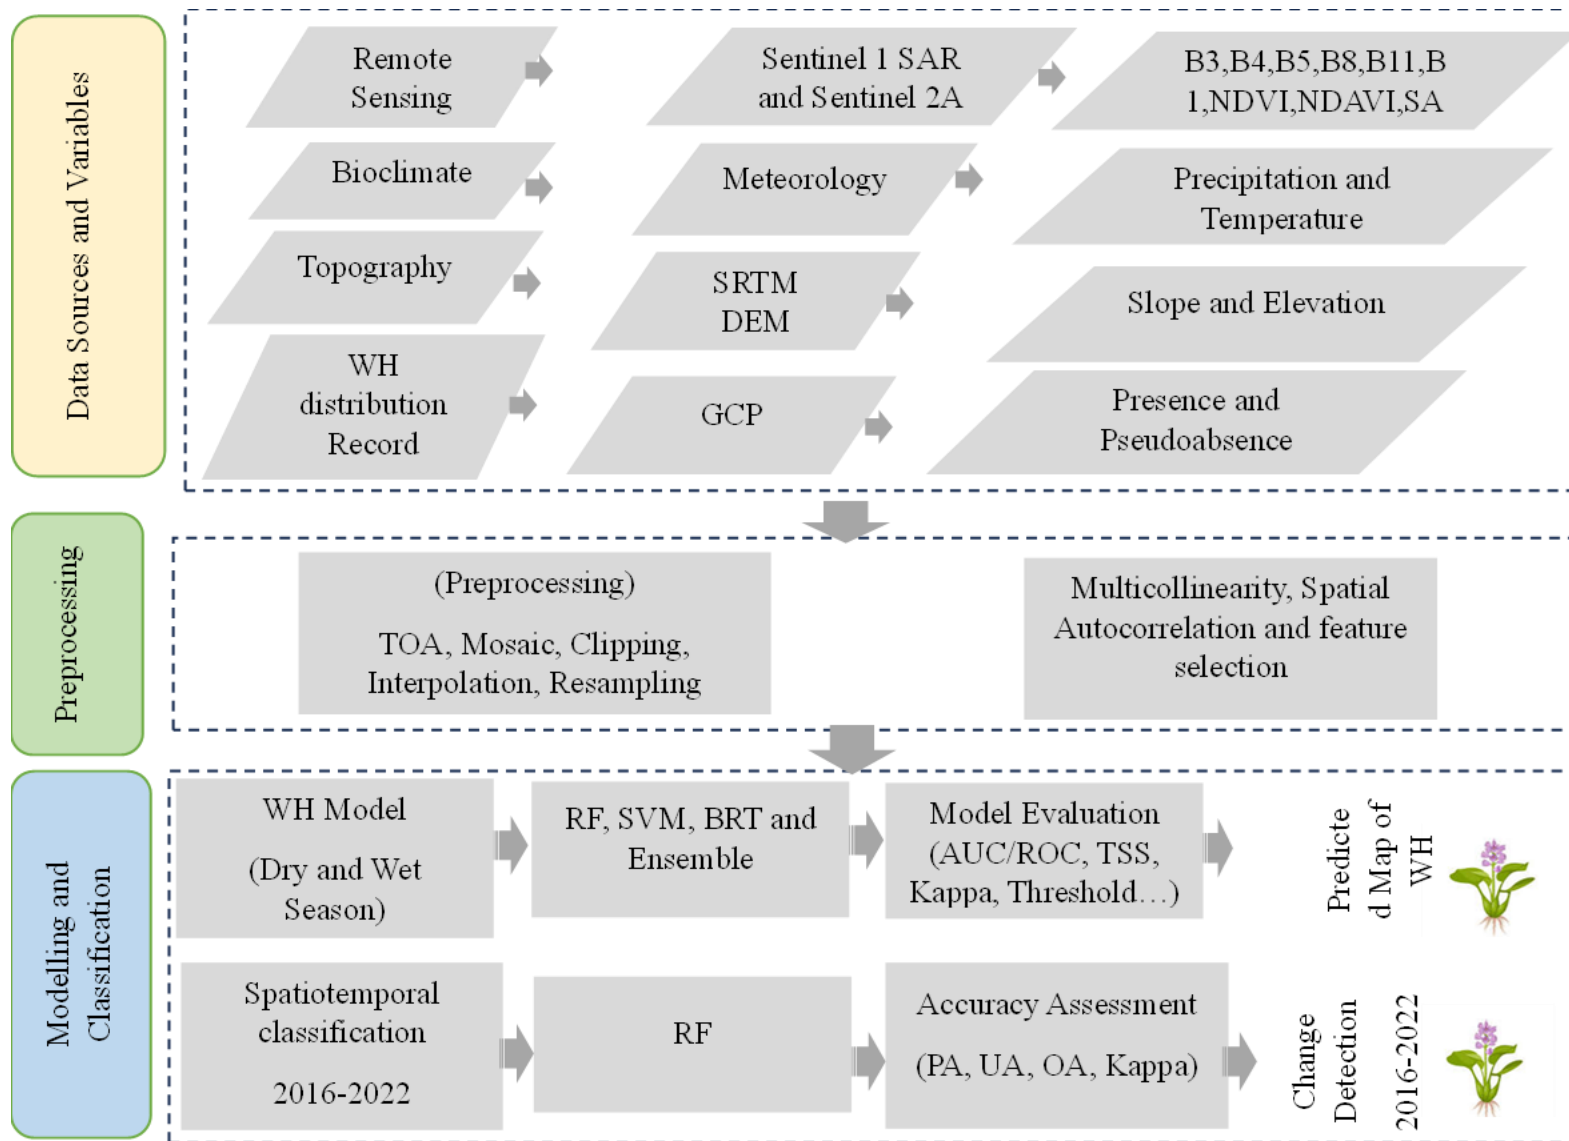 Data Sources and Variables
Remote
Sensing
Sentinel 1 SAR
and Sentinel 2A
B3,B4,B5,B8,B11,B
1,NDVI,NDAVI,SA
Bioclimate
Meteorology
Precipitation and
Temperature
Topography
SRTM
DEM
Slope and Elevation
WH
distribution
Record
GCP
Presence and
Pseudoabsence
Preprocessing
(Preprocessing)
TOA, Mosaic, Clipping,
Interpolation, Resampling
Multicollinearity, Spatial
Autocorrelation and feature
selection
Modelling and
Classification
WH Model
(Dry and Wet
Season)
RF, SVM, BRT and
Ensemble
Model Evaluation
(AUC/ROC, TSS,
Kappa, Threshold…)
Predicte
d Map of
WH
Spatiotemporal
classification
2016-2022
RF
Accuracy Assessment
(PA, UA, OA, Kappa)
Change
Detection
2016-2022